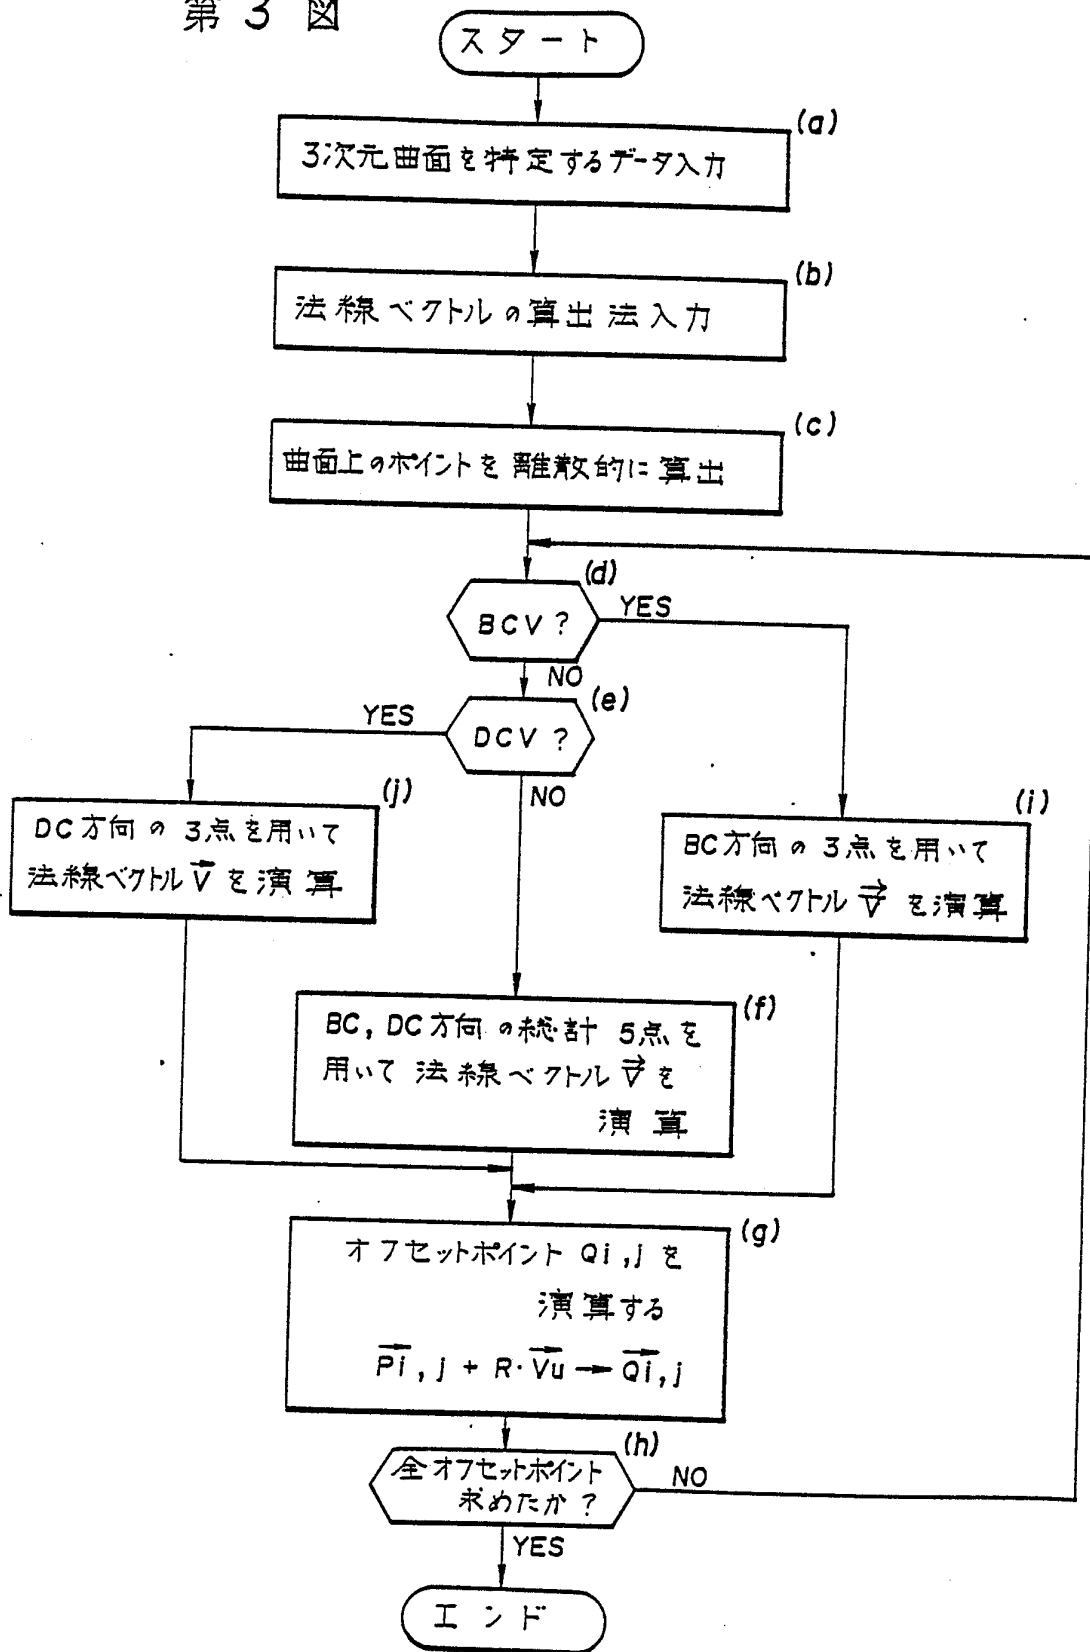 第 3 図
スタート
(a)
3次元曲面を特定するデータ入力
(b)
法線ベクトルの算出法入力
(c)
曲面上のポイントを離散的に算出
(d)
BCV?
YES
NO
(e)
DCV?
YES
NO
(j)
DC方向の3点を用いて
法線ベクトルV⃗を演算
(i)
BC方向の3点を用いて
法線ベクトルV⃗を演算
(f)
BC, DC方向の総計 5点を
用いて法線ベクトルV⃗を
演算
(g)
オフセットポイント Qi,jを
演算する
P⃗i,j + R・V⃗u → Q⃗i,j
(h)
全オフセットポイント
求めたか?
NO
YES
エンド